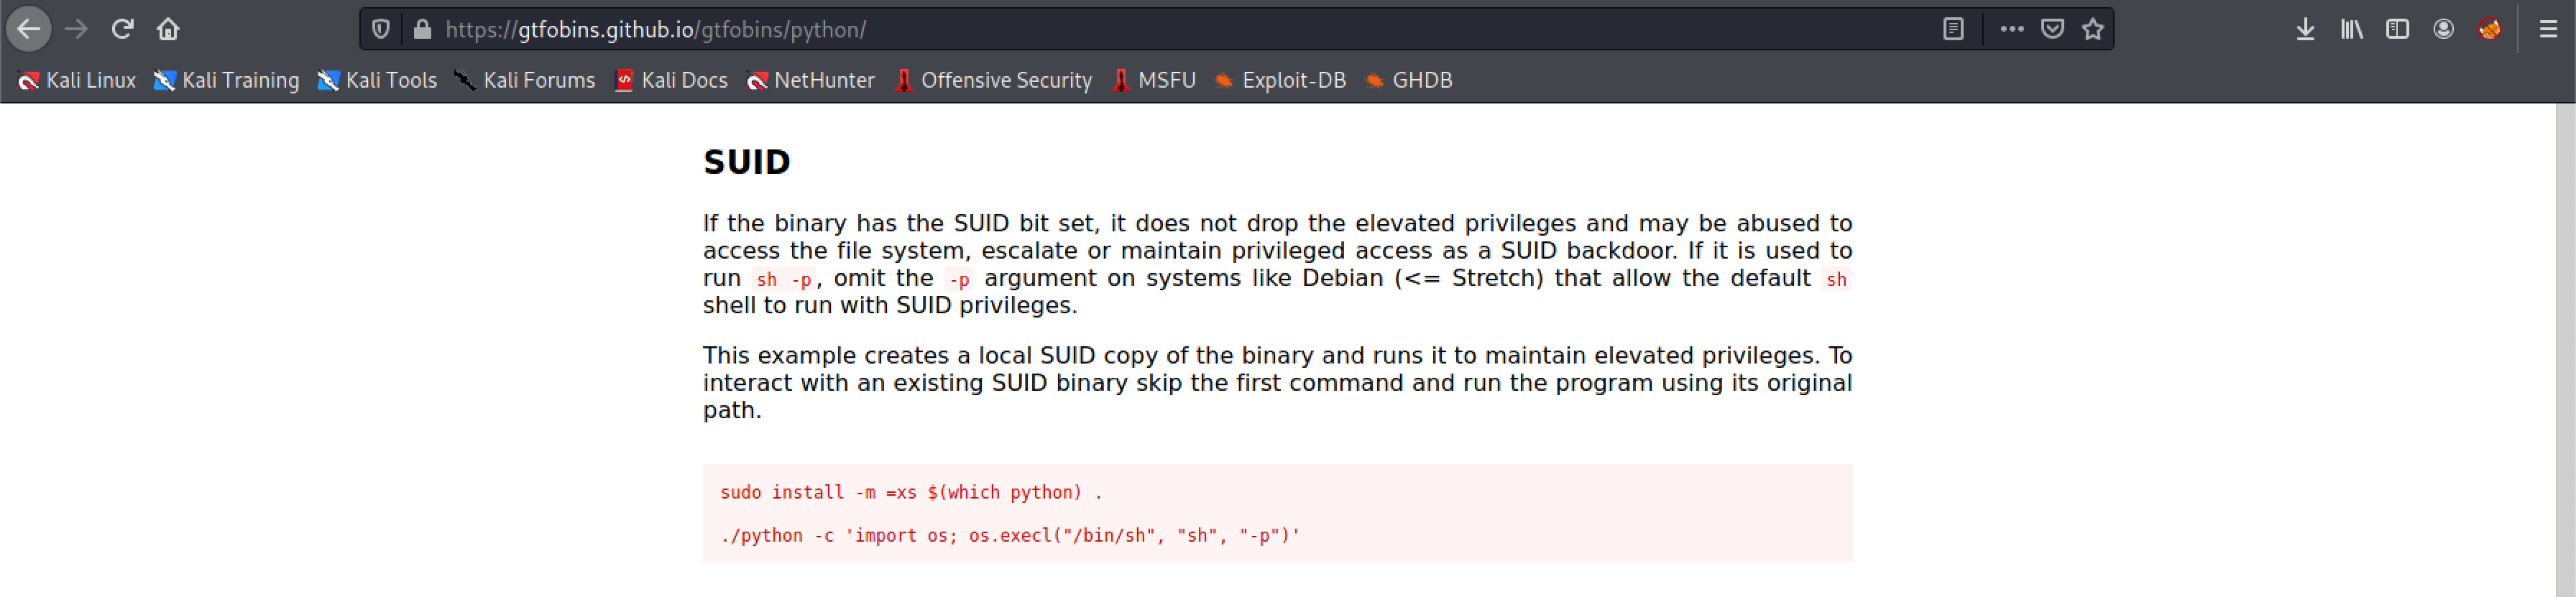 https://gtfobins.github.io/gtfobins/python/
Kali Linux Kali Training Kali Tools Kali Forums Kali Docs NetHunter Offensive Security MSFU Exploit-DB GHDB
SUID
If the binary has the SUID bit set, it does not drop the elevated privileges and may be abused to
access the file system, escalate or maintain privileged access as a SUID backdoor. If it is used to
run sh -p, omit the -p argument on systems like Debian (<= Stretch) that allow the default sh
shell to run with SUID privileges.
This example creates a local SUID copy of the binary and runs it to maintain elevated privileges. To
interact with an existing SUID binary skip the first command and run the program using its original
path.
sudo install -m =xs $(which python) .
./python -c 'import os; os.execl("/bin/sh", "sh", "-p")'